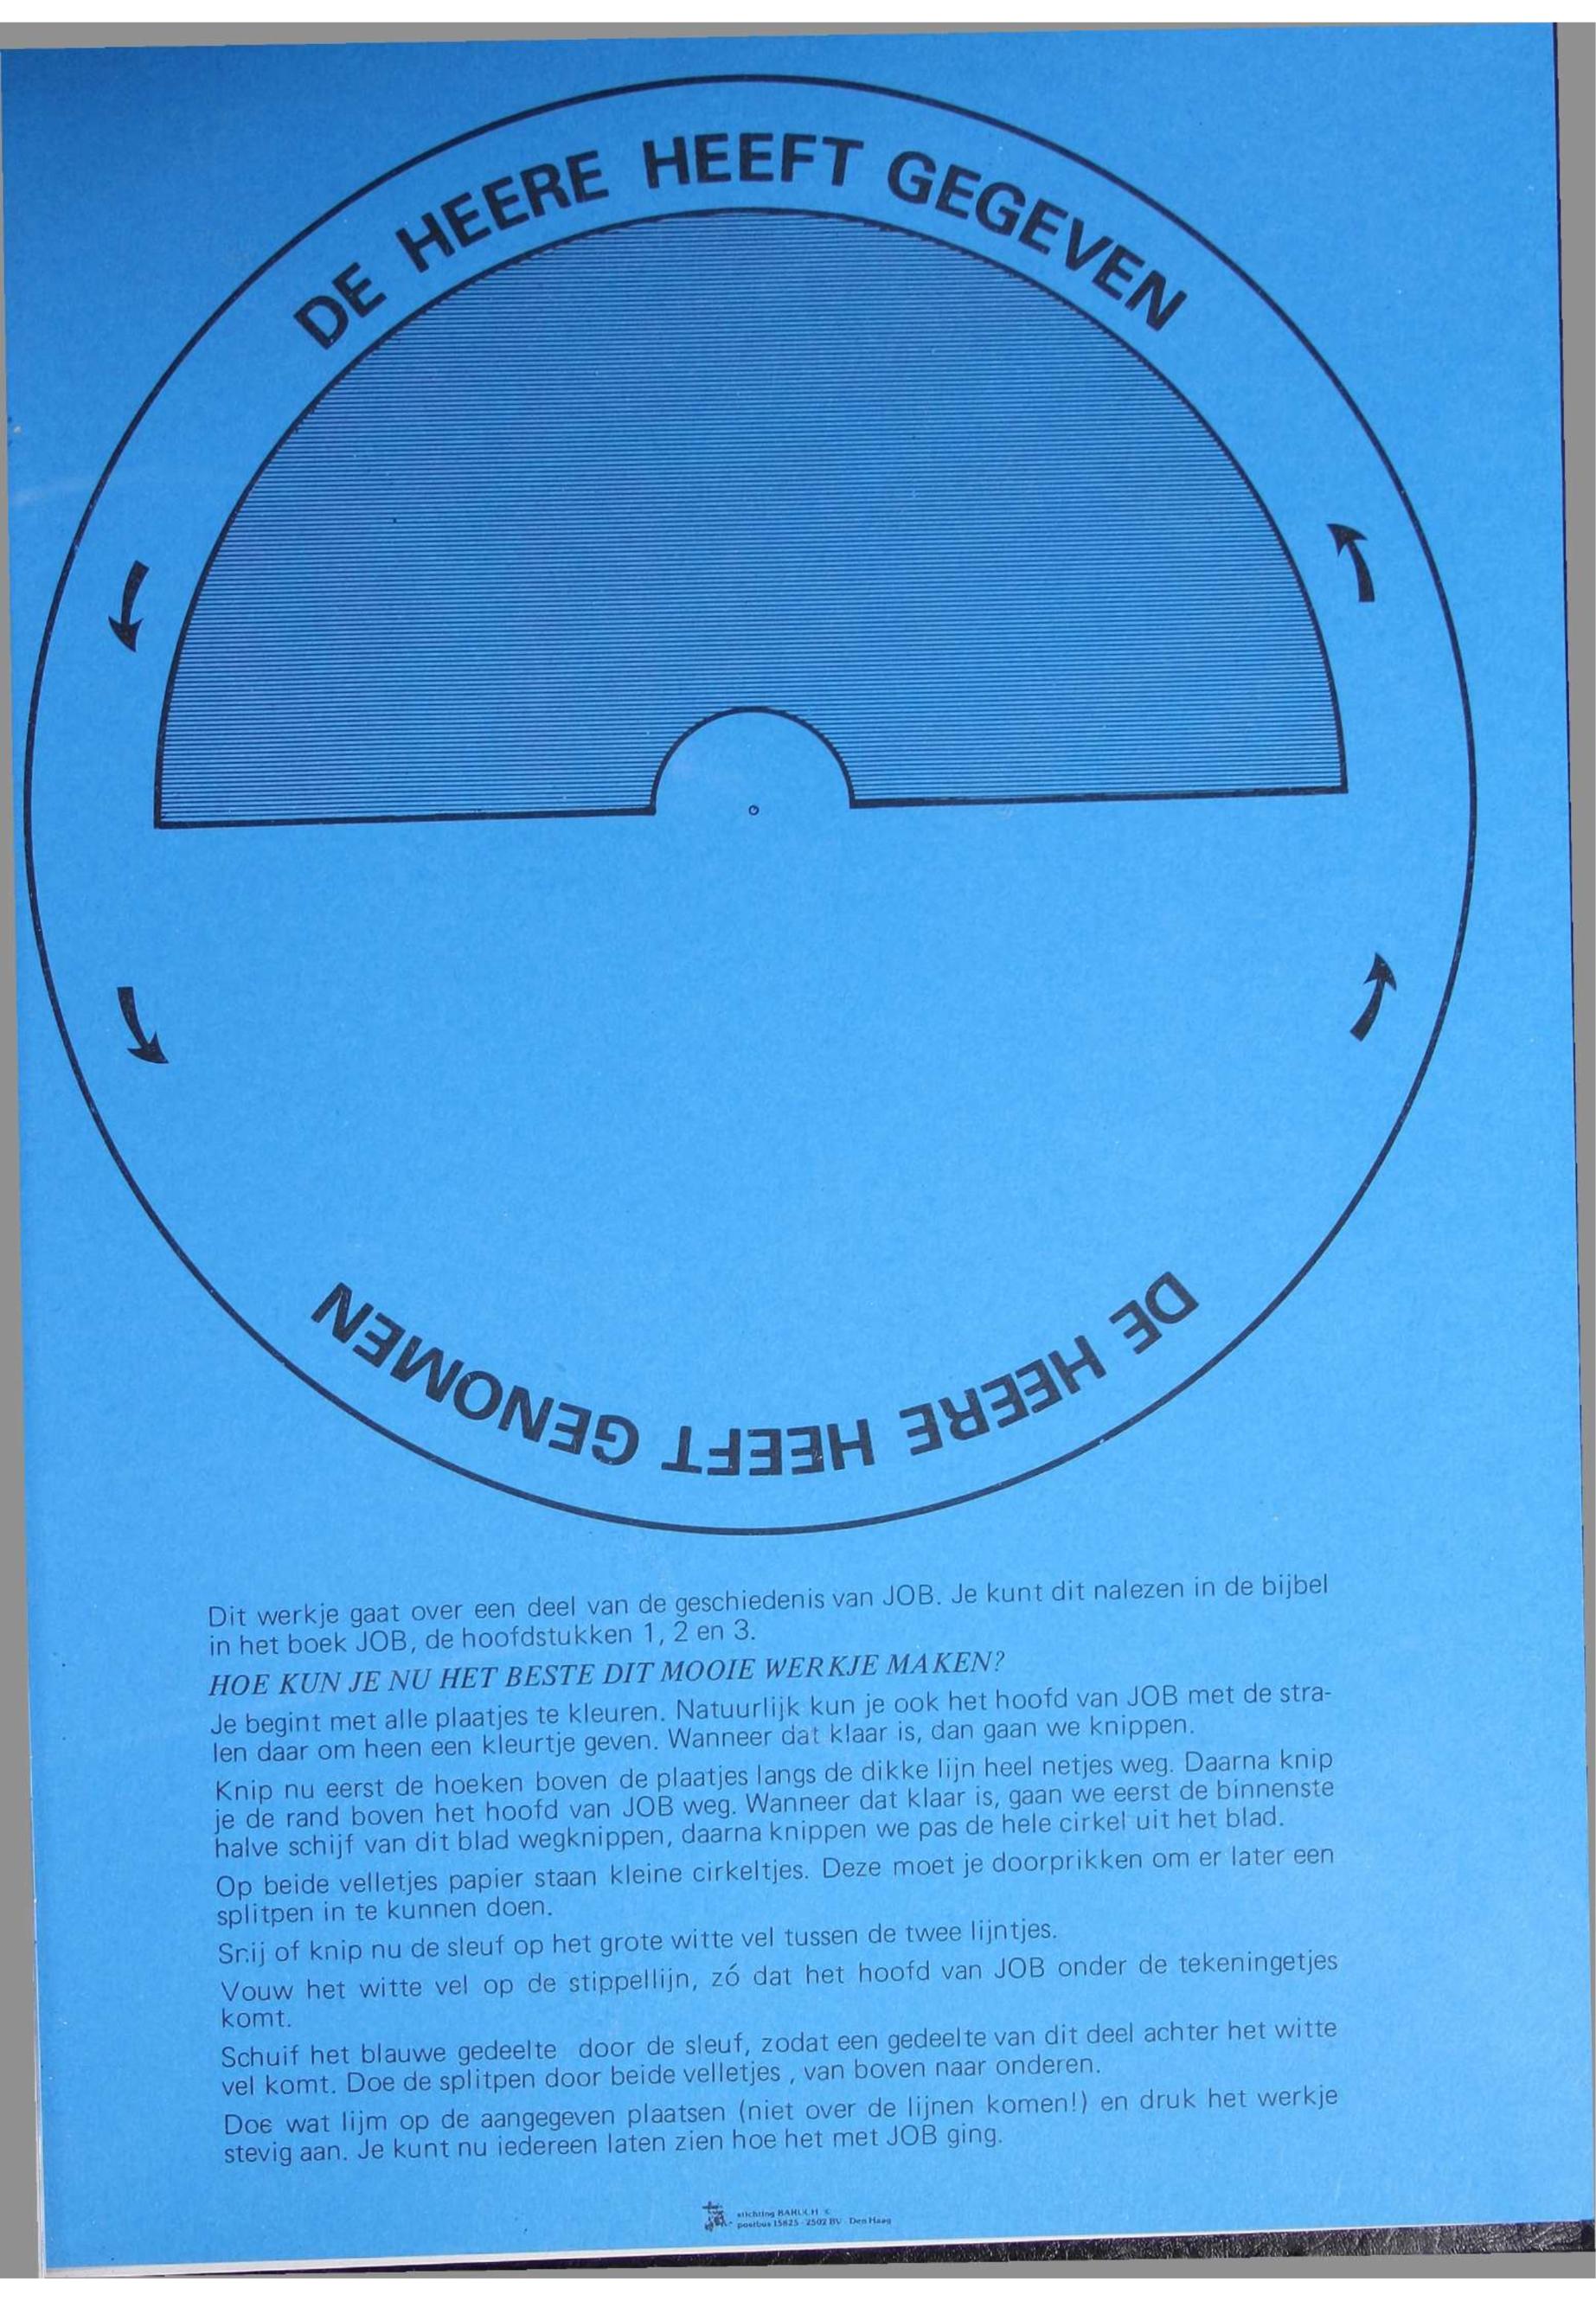 DE HEERE HEEFT GEGEVEN
DE HEERE HEEFT GENOMEN
Dit werkje gaat over een deel van de geschiedenis van JOB. Je kunt dit nalezen in de bijbel
in het boek JOB, de hoofdstukken 1, 2 en 3.
HOE KUN JE NU HET BESTE DIT MOOIE WERKJE MAKEN?
Je begint met alle plaatjes te kleuren. Natuurlijk kun je ook het hoofd van JOB met de stra-
len daar om heen een kleurtje geven. Wanneer dat klaar is, dan gaan we knippen.
Knip nu eerst de hoeken boven de plaatjes langs de dikke lijn heel netjes weg. Daarna knip
je de rand boven het hoofd van JOB weg. Wanneer dat klaar is, gaan we eerst de binnenste
halve schijf van dit blad wegknippen, daarna knippen we pas de hele cirkel uit het blad.
Op beide velletjes papier staan kleine cirkeltjes. Deze moet je doorprikken om er later een
splitpen in te kunnen doen.
Snij of knip nu de sleuf op het grote witte vel tussen de twee lijntjes.
Vouw het witte vel op de stippellijn, zó dat het hoofd van JOB onder de tekeningetjes
komt.
Schuif het blauwe gedeelte door de sleuf, zodat een gedeelte van dit deel achter het witte
vel komt. Doe de splitpen door beide velletjes , van boven naar onderen.
Doe wat lijm op de aangegeven plaatsen (niet over de lijnen komen!) en druk het werkje
stevig aan. Je kunt nu iedereen laten zien hoe het met JOB ging.
stichting BARUCH ©
postbus 15825 - 2502 BV - Den Haag